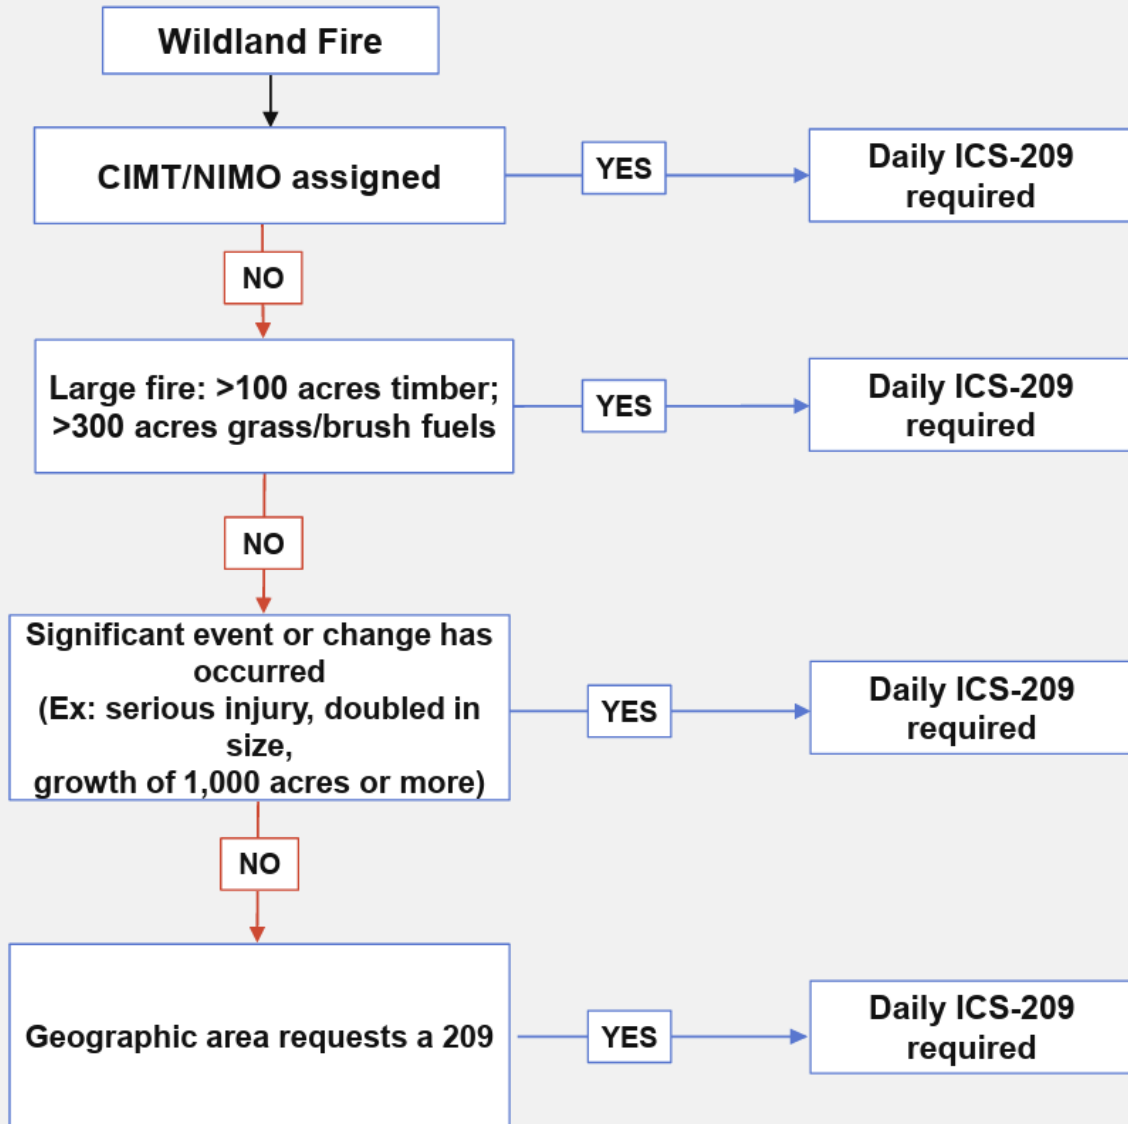 Wildland Fire
CIMT/NIMO assigned
YES
Daily ICS-209
required
NO
Large fire: >100 acres timber;
>300 acres grass/brush fuels
YES
Daily ICS-209
required
NO
Significant event or change has
occurred
(Ex: serious injury, doubled in
size,
growth of 1,000 acres or more)
YES
Daily ICS-209
required
NO
Geographic area requests a 209
YES
Daily ICS-209
required